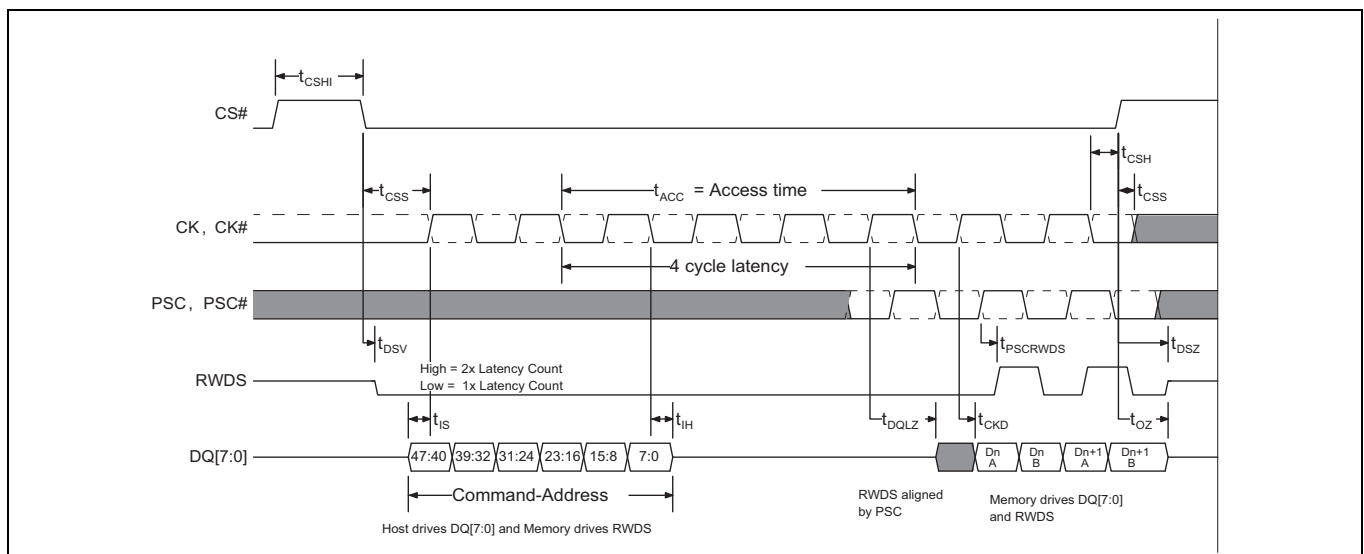 tCSHI
CS#
tCSH
tCSS
tACC = Access time
tCSS
CK, CK#
4 cycle latency
PSC, PSC#
tDSV
tPSCRWDS
tDSZ
High = 2x Latency Count
RWDS
Low = 1x Latency Count
tIS
tIH
tDQLZ
tCKD
tOZ
DQ[7:0]
47:40 39:32 31:24 23:16 15:8 7:0
Dn A
Dn B
Dn+1 A
Dn+1 B
Command-Address
RWDS aligned
by PSC
Memory drives DQ[7:0]
and RWDS
Host drives DQ[7:0] and Memory drives RWDS